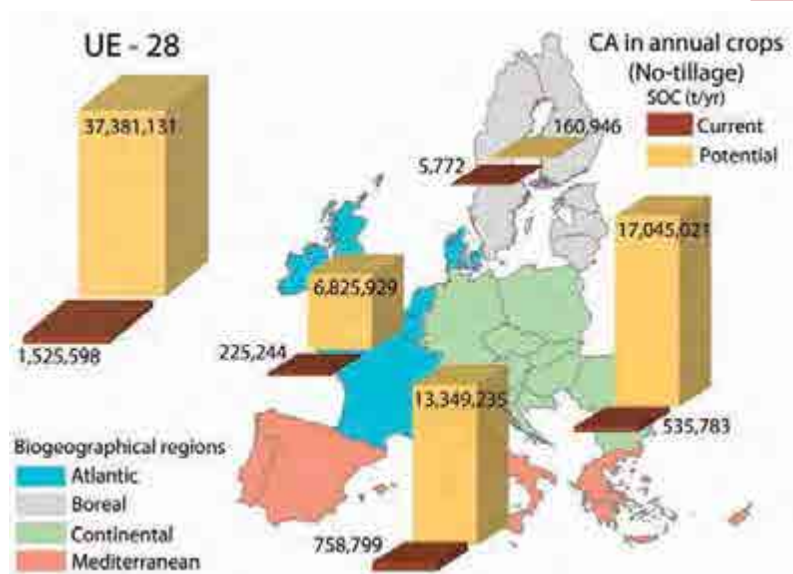 UE - 28
37,381,131
1,525,598
CA in annual crops
(No-tillage)
SOC (t/yr)
Current
Potential
160,946
5,772
17,045,021
535,783
6,825,929
225,244
13,349,235
758,799
Biogeographical regions
Atlantic
Boreal
Continental
Mediterranean